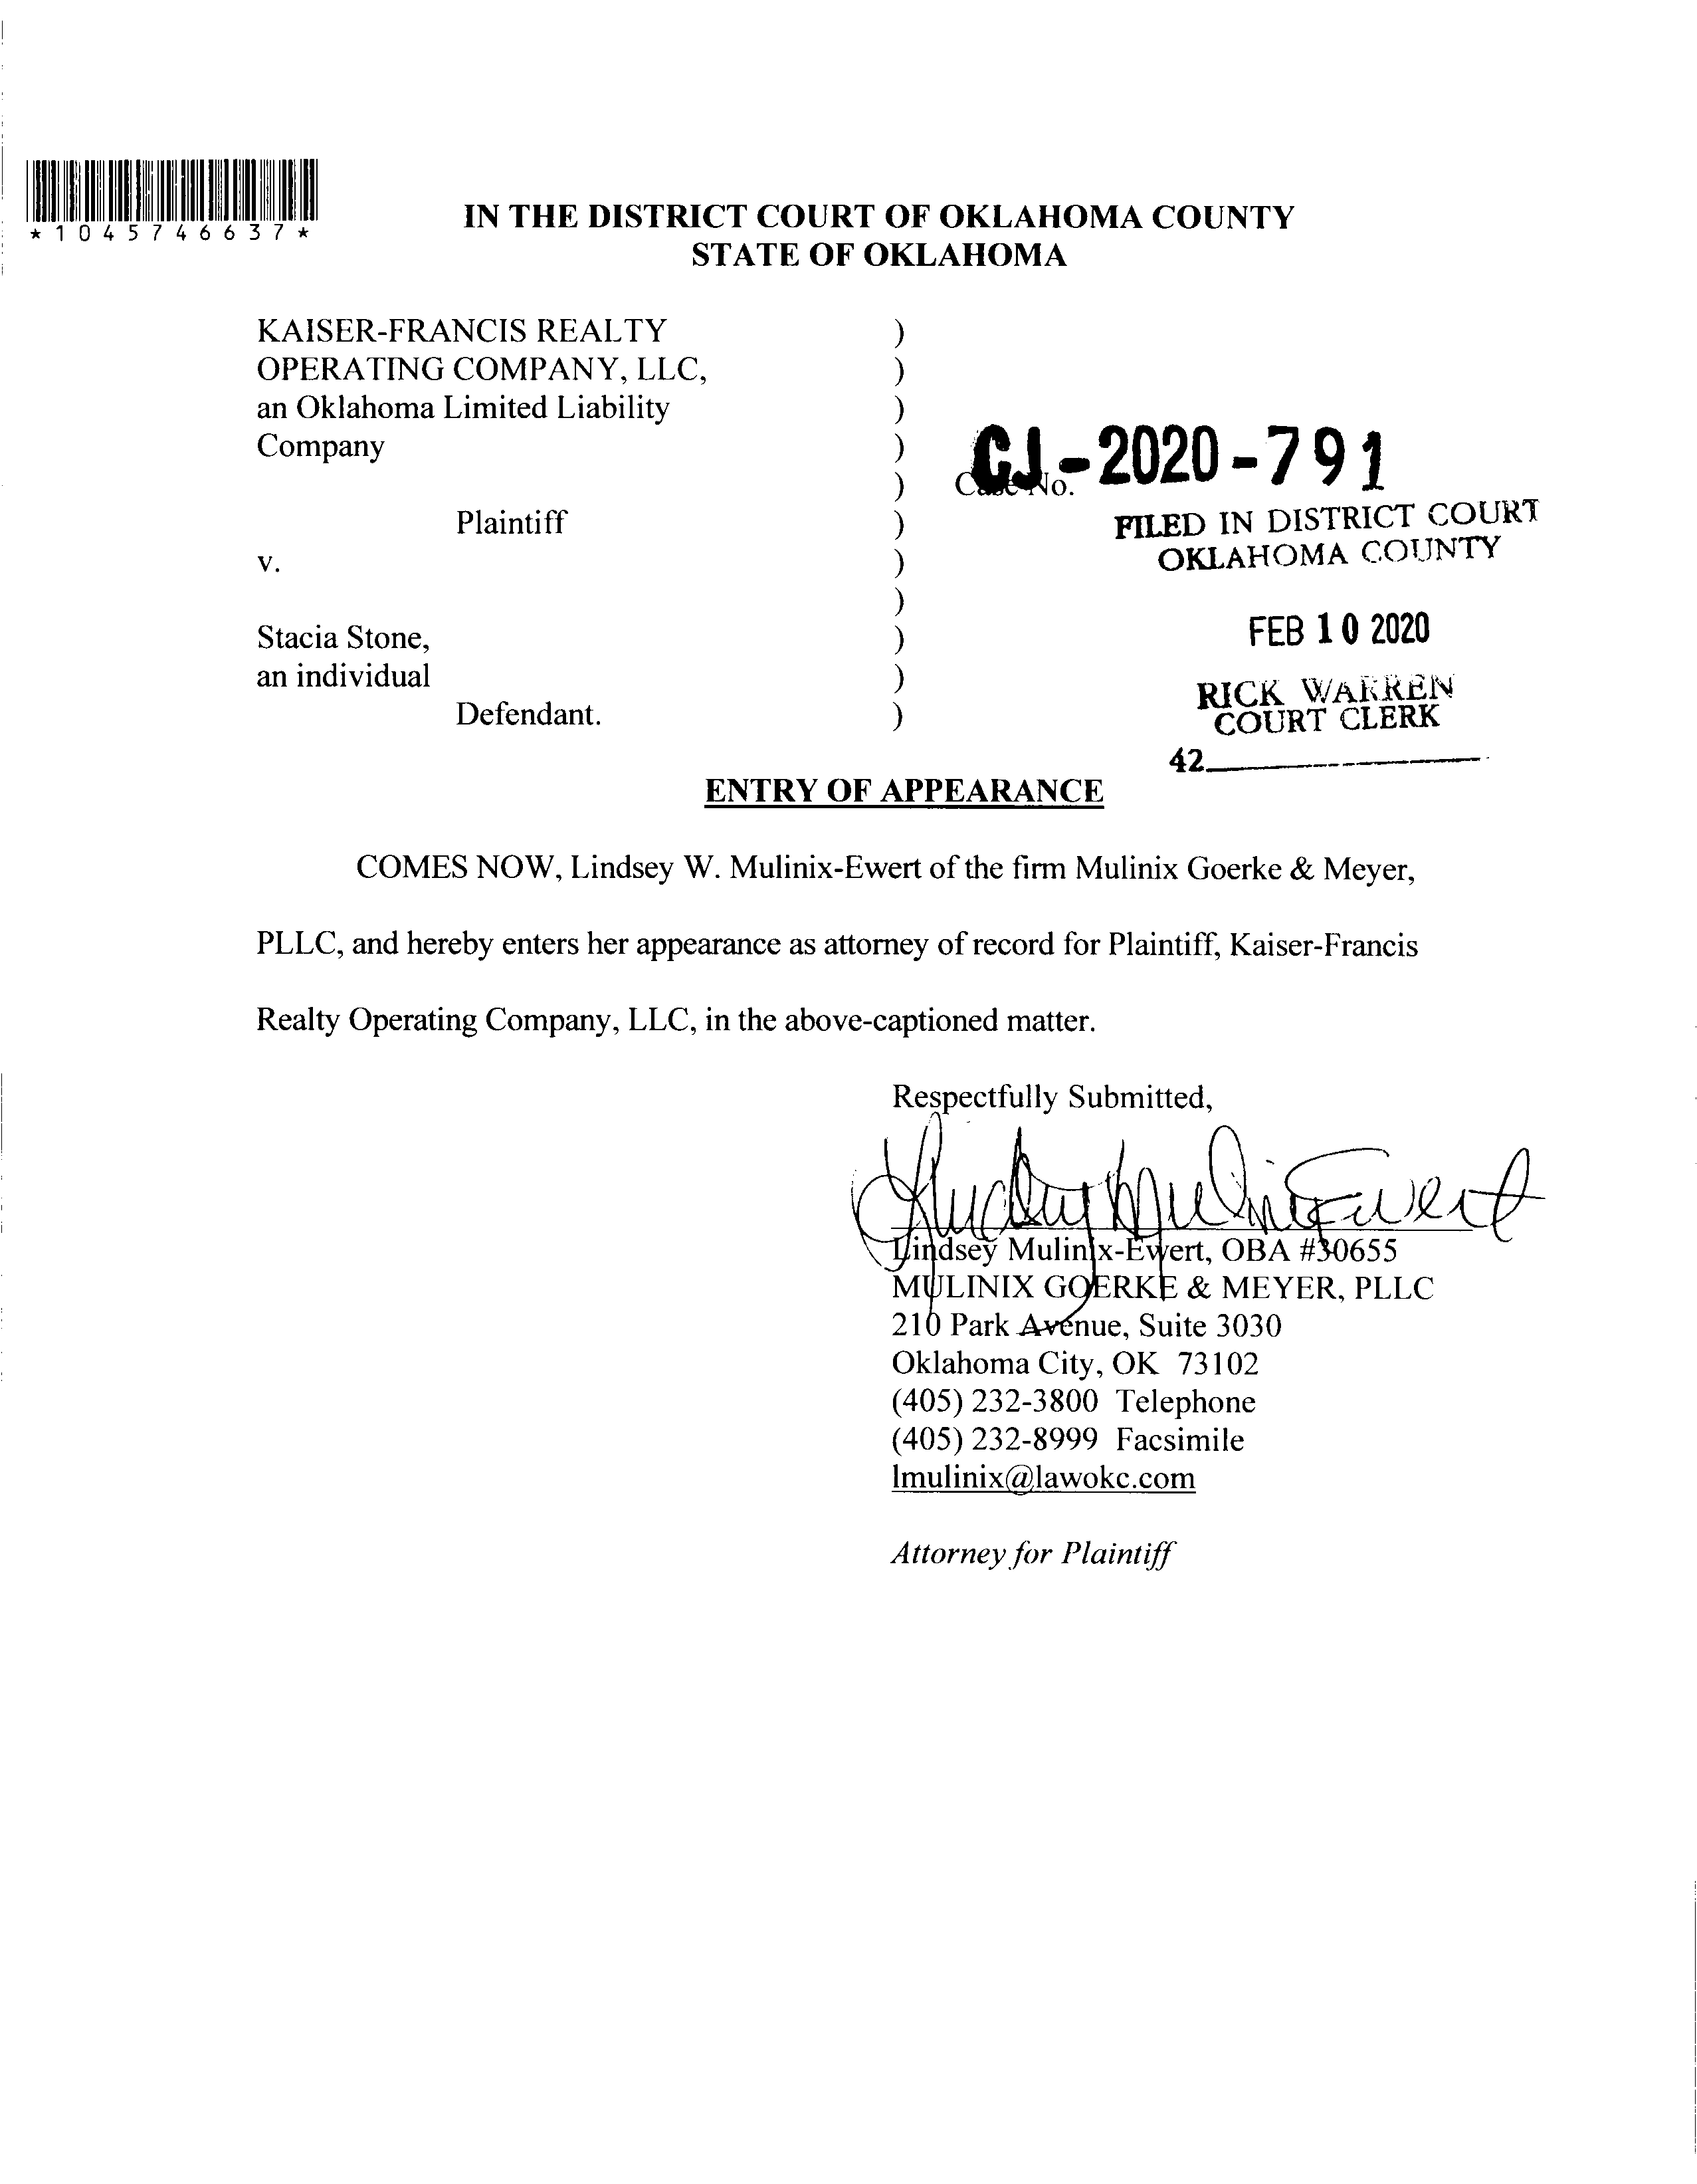 *1045746637*
IN THE DISTRICT COURT OF OKLAHOMA COUNTY
STATE OF OKLAHOMA
KAISER-FRANCIS REALTY )
OPERATING COMPANY, LLC, )
an Oklahoma Limited Liability )
Company )
) Case No. CJ-2020-791
Plaintiff )
FILED IN DISTRICT COURT
OKLAHOMA COUNTY
v. )
)
FEB 10 2020
Stacia Stone, )
an individual )
RICK WARREN
COURT CLERK
Defendant. )
42
ENTRY OF APPEARANCE
COMES NOW, Lindsey W. Mulinix-Ewert of the firm Mulinix Goerke & Meyer,
PLLC, and hereby enters her appearance as attorney of record for Plaintiff, Kaiser-Francis
Realty Operating Company, LLC, in the above-captioned matter.
Respectfully Submitted,
Lindsey Mulinix Ewert
Lindsey Mulinix-Ewert, OBA #30655
MULINIX GOERKE & MEYER, PLLC
210 Park Avenue, Suite 3030
Oklahoma City, OK 73102
(405) 232-3800 Telephone
(405) 232-8999 Facsimile
lmulinix@lawokc.com
Attorney for Plaintiff